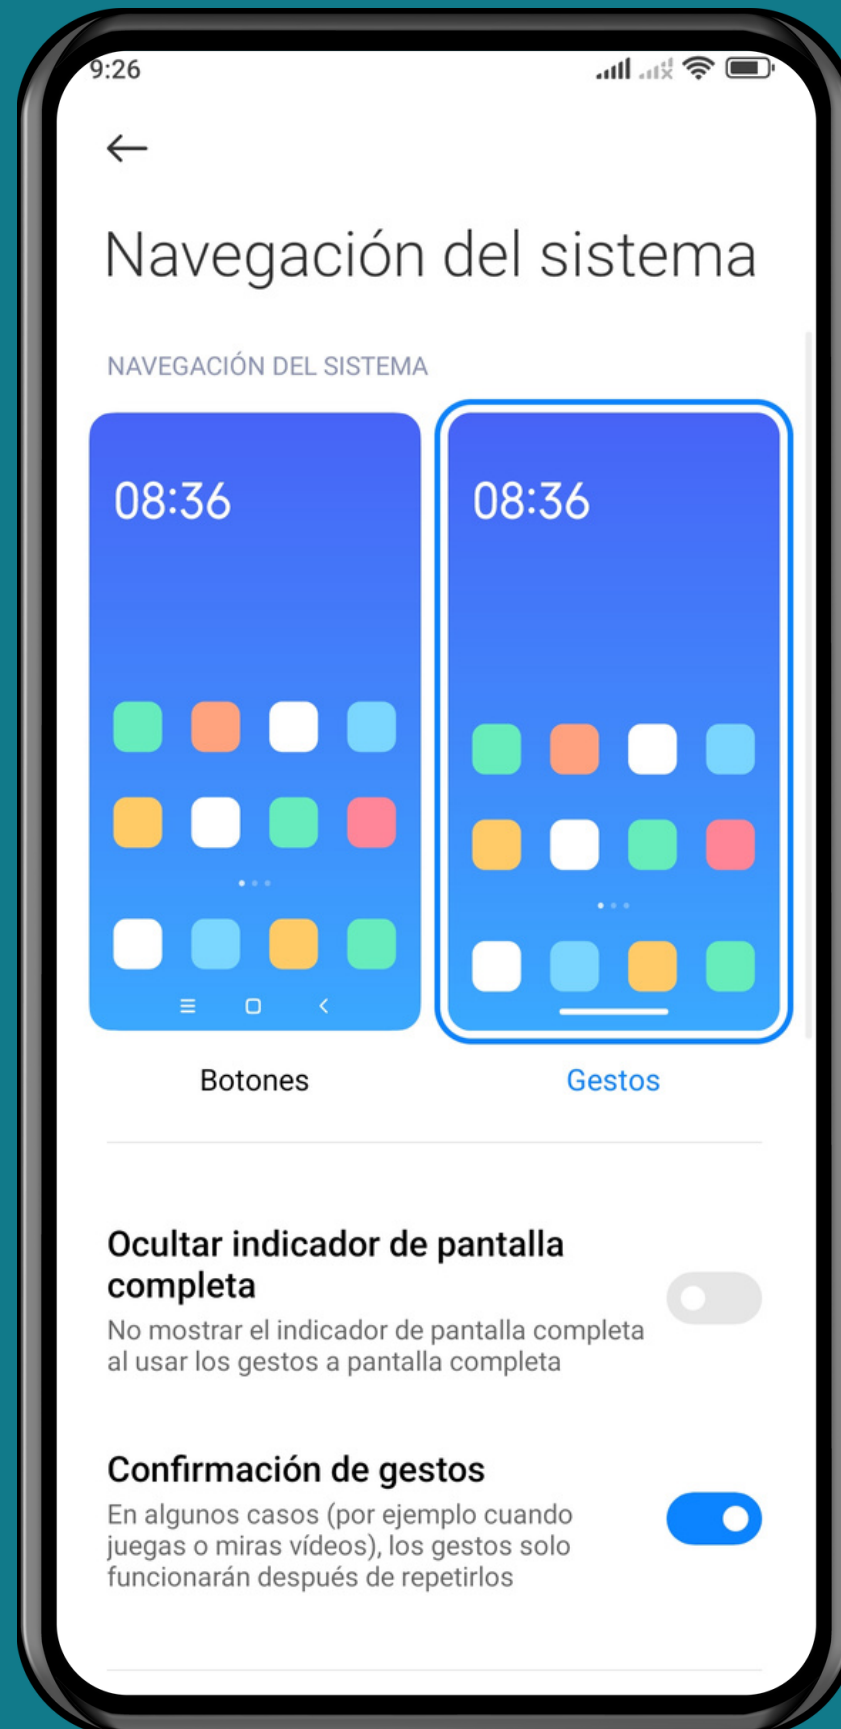 9:26
Navegación del sistema
NAVEGACIÓN DEL SISTEMA
08:36
08:36
Botones
Gestos
Ocultar indicador de pantalla
completa
No mostrar el indicador de pantalla completa
al usar los gestos a pantalla completa
Confirmación de gestos
En algunos casos (por ejemplo cuando
juegas o miras vídeos), los gestos solo
funcionarán después de repetirlos